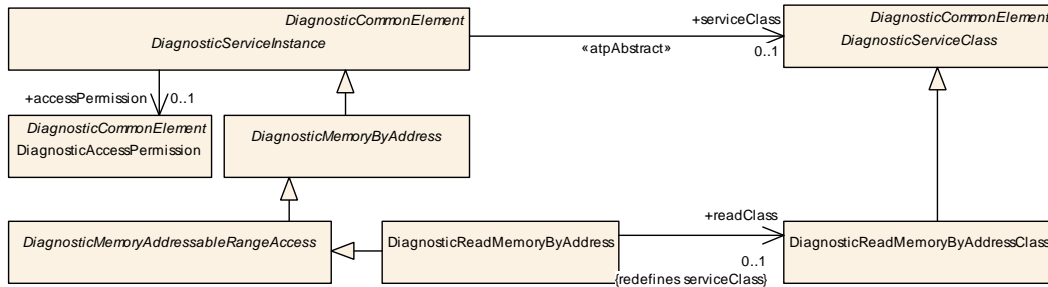 DiagnosticCommonElement
DiagnosticServiceInstance
+serviceClass
«atpAbstract»
0..1
DiagnosticCommonElement
DiagnosticServiceClass
+accessPermission
0..1
DiagnosticCommonElement
DiagnosticAccessPermission
DiagnosticMemoryByAddress
DiagnosticMemoryAddressableRangeAccess
DiagnosticReadMemoryByAddress
+readClass
0..1
{redefines serviceClass}
DiagnosticReadMemoryByAddressClass